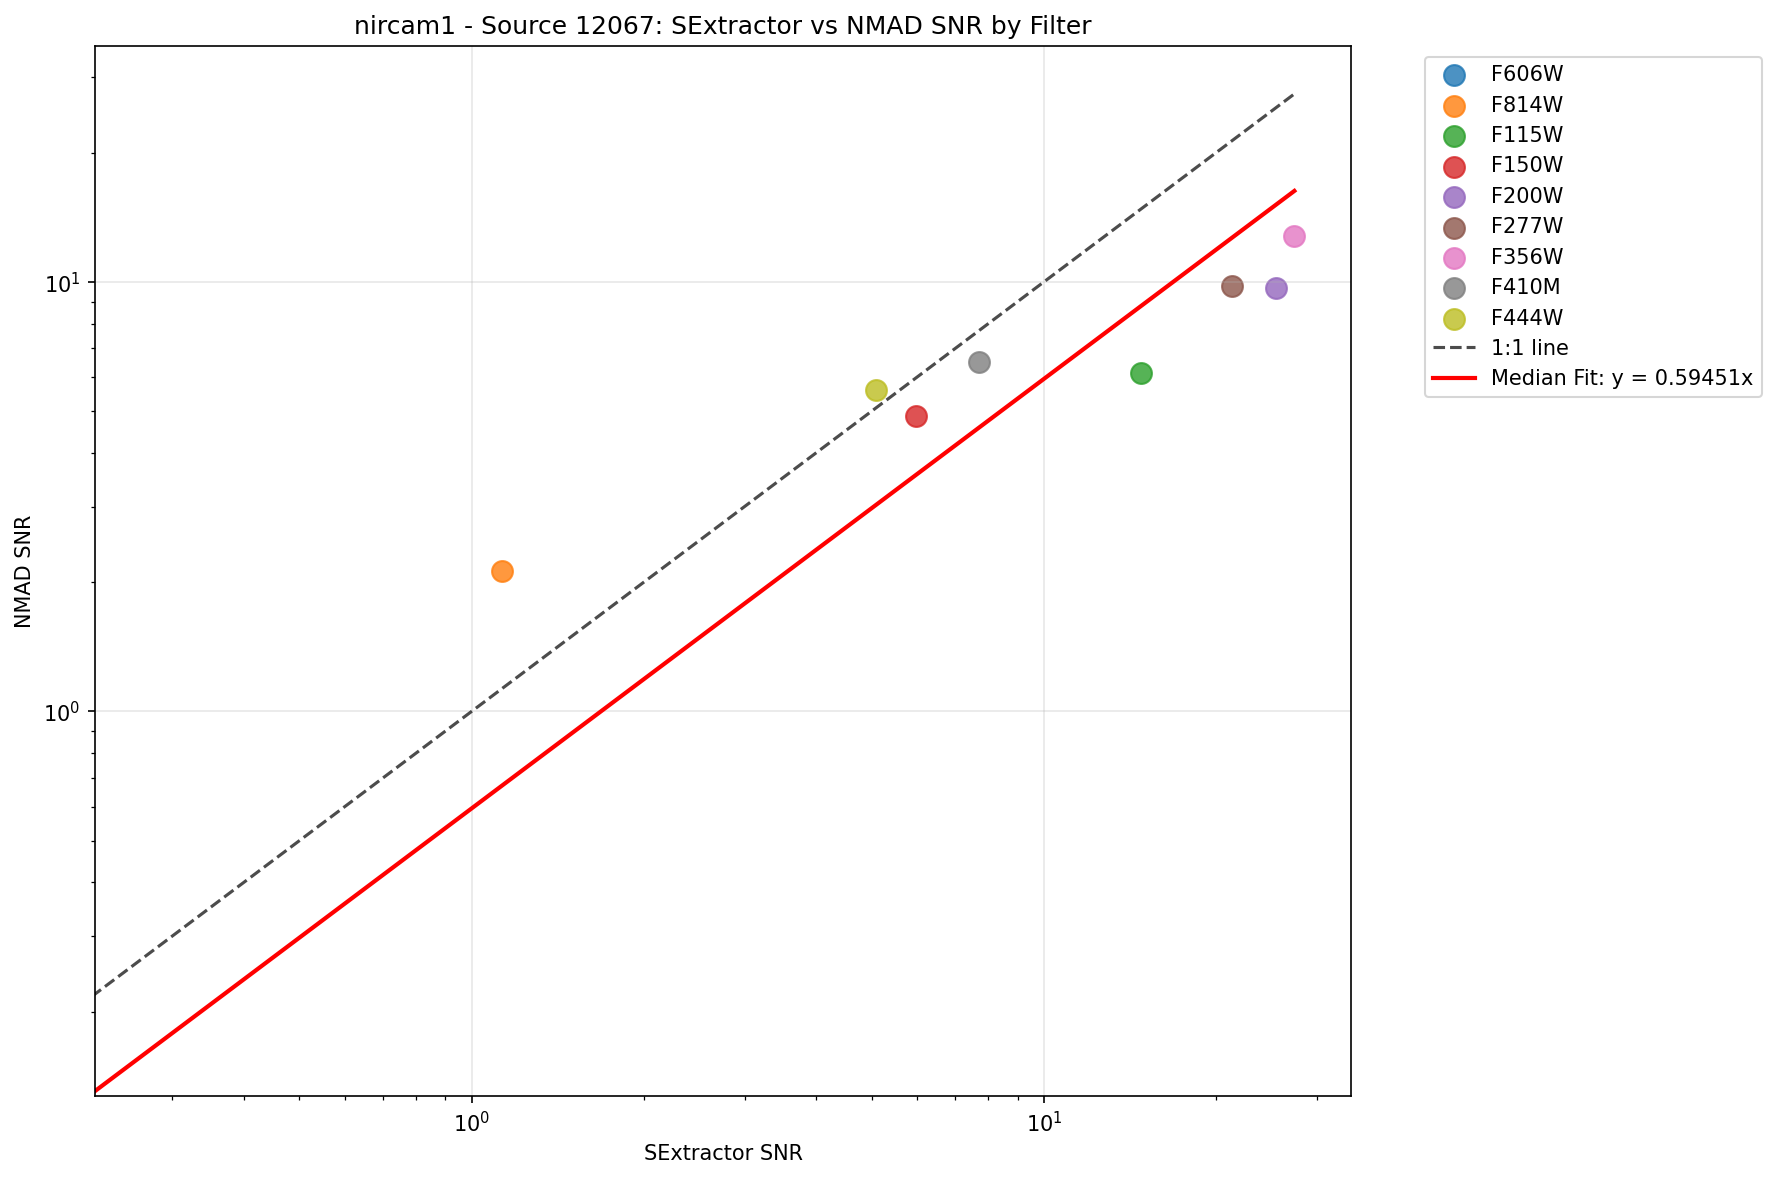 nircam1 - Source 12067: SExtractor vs NMAD SNR by Filter
F606W
F814W
F115W
F150W
F200W
F277W
F356W
F410M
F444W
1:1 line
Median Fit: y = 0.59451x
NMAD SNR
10¹
10⁰
10⁰
10¹
SExtractor SNR